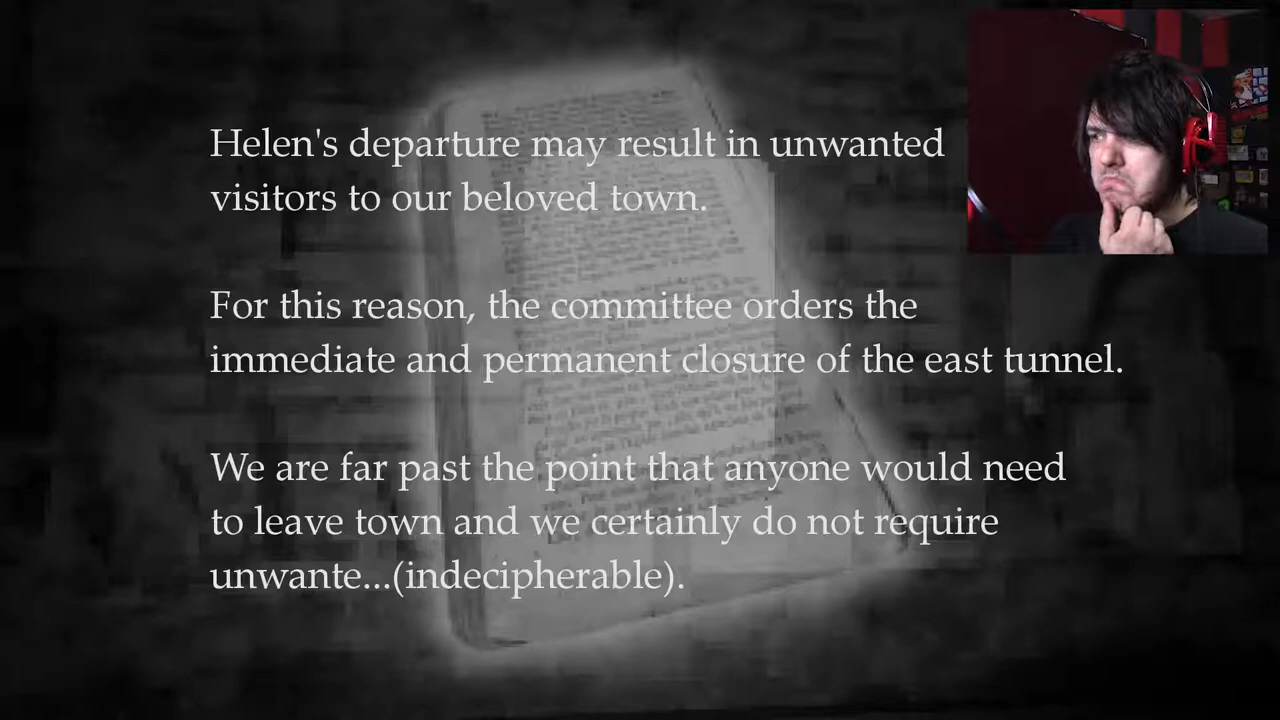 Helen's departure may result in unwanted
visitors to our beloved town.
For this reason, the committee orders the
immediate and permanent closure of the east tunnel.
We are far past the point that anyone would need
to leave town and we certainly do not require
unwante...(indecipherable).